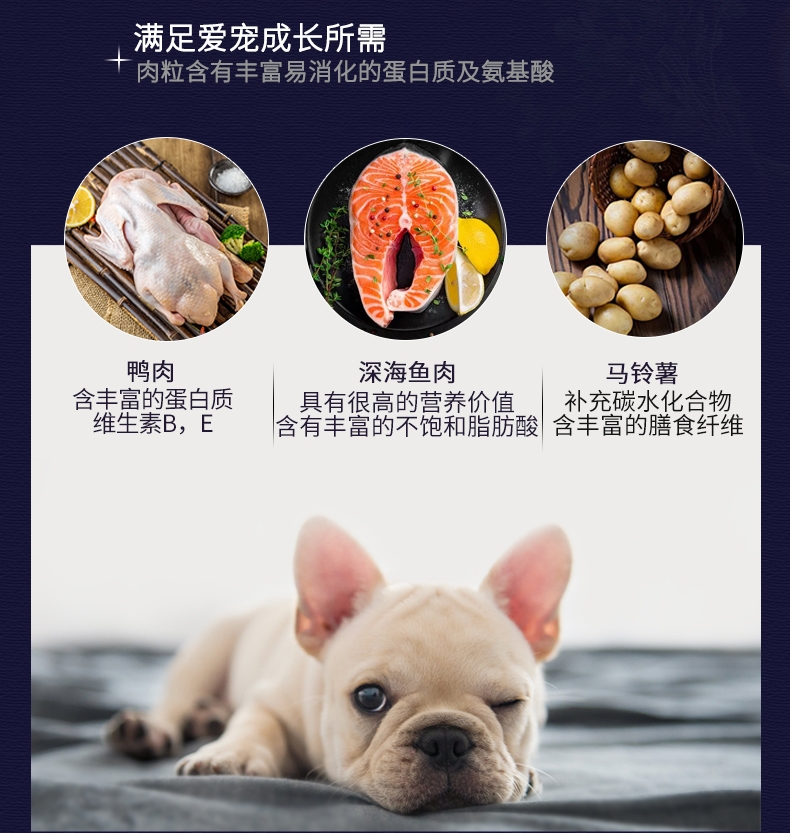 满足爱宠成长所需
肉粒含有丰富易消化的蛋白质及氨基酸
鸭肉
含丰富的蛋白质
维生素B，E
深海鱼肉
具有很高的营养价值
含有丰富的不饱和脂肪酸
马铃薯
补充碳水化合物
含丰富的膳食纤维